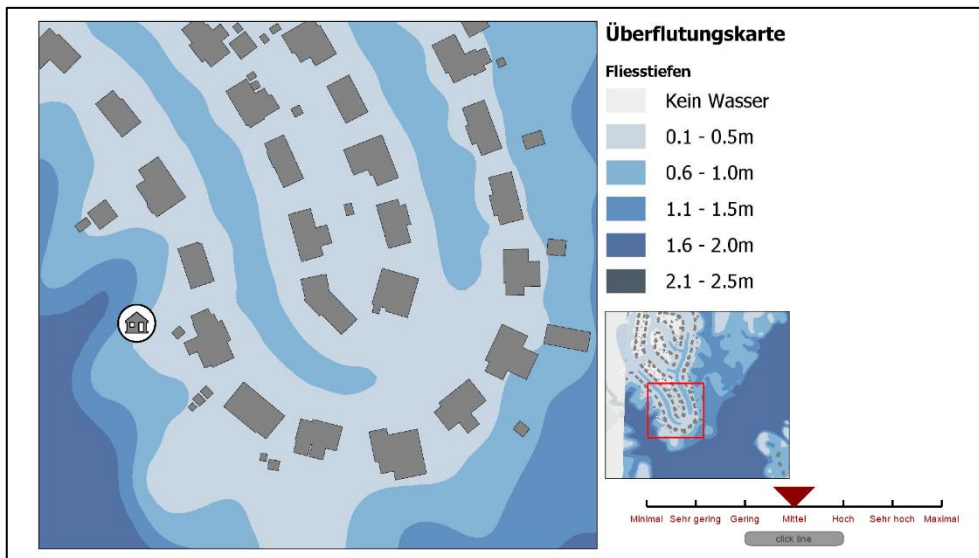 Überflutungskarte
Fliesstiefen
Kein Wasser
0.1 - 0.5m
0.6 - 1.0m
1.1 - 1.5m
1.6 - 2.0m
2.1 - 2.5m
Minimal Sehr gering Gering Mittel Hoch Sehr hoch Maximal
click line